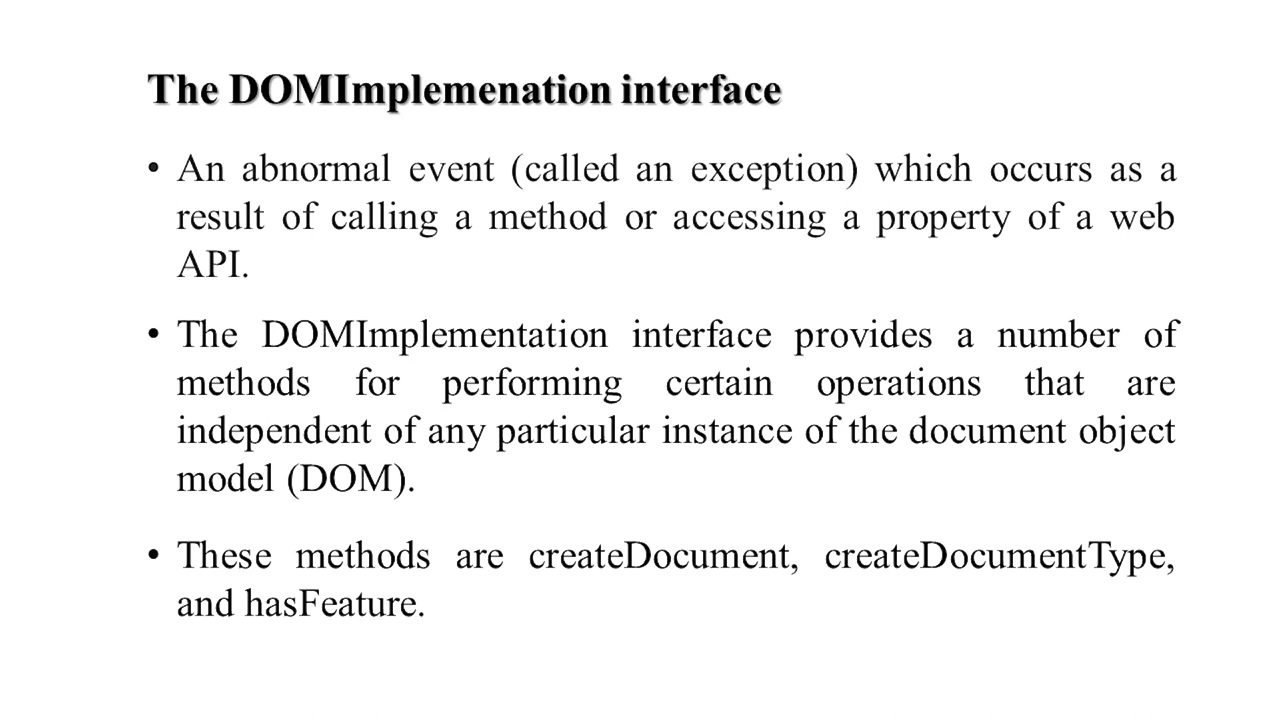 The DOMImplemenation interface
• An abnormal event (called an exception) which occurs as a
result of calling a method or accessing a property of a web
API.
• The DOMImplementation interface provides a number of
methods for performing certain operations that are
independent of any particular instance of the document object
model (DOM).
• These methods are createDocument, createDocumentType,
and hasFeature.